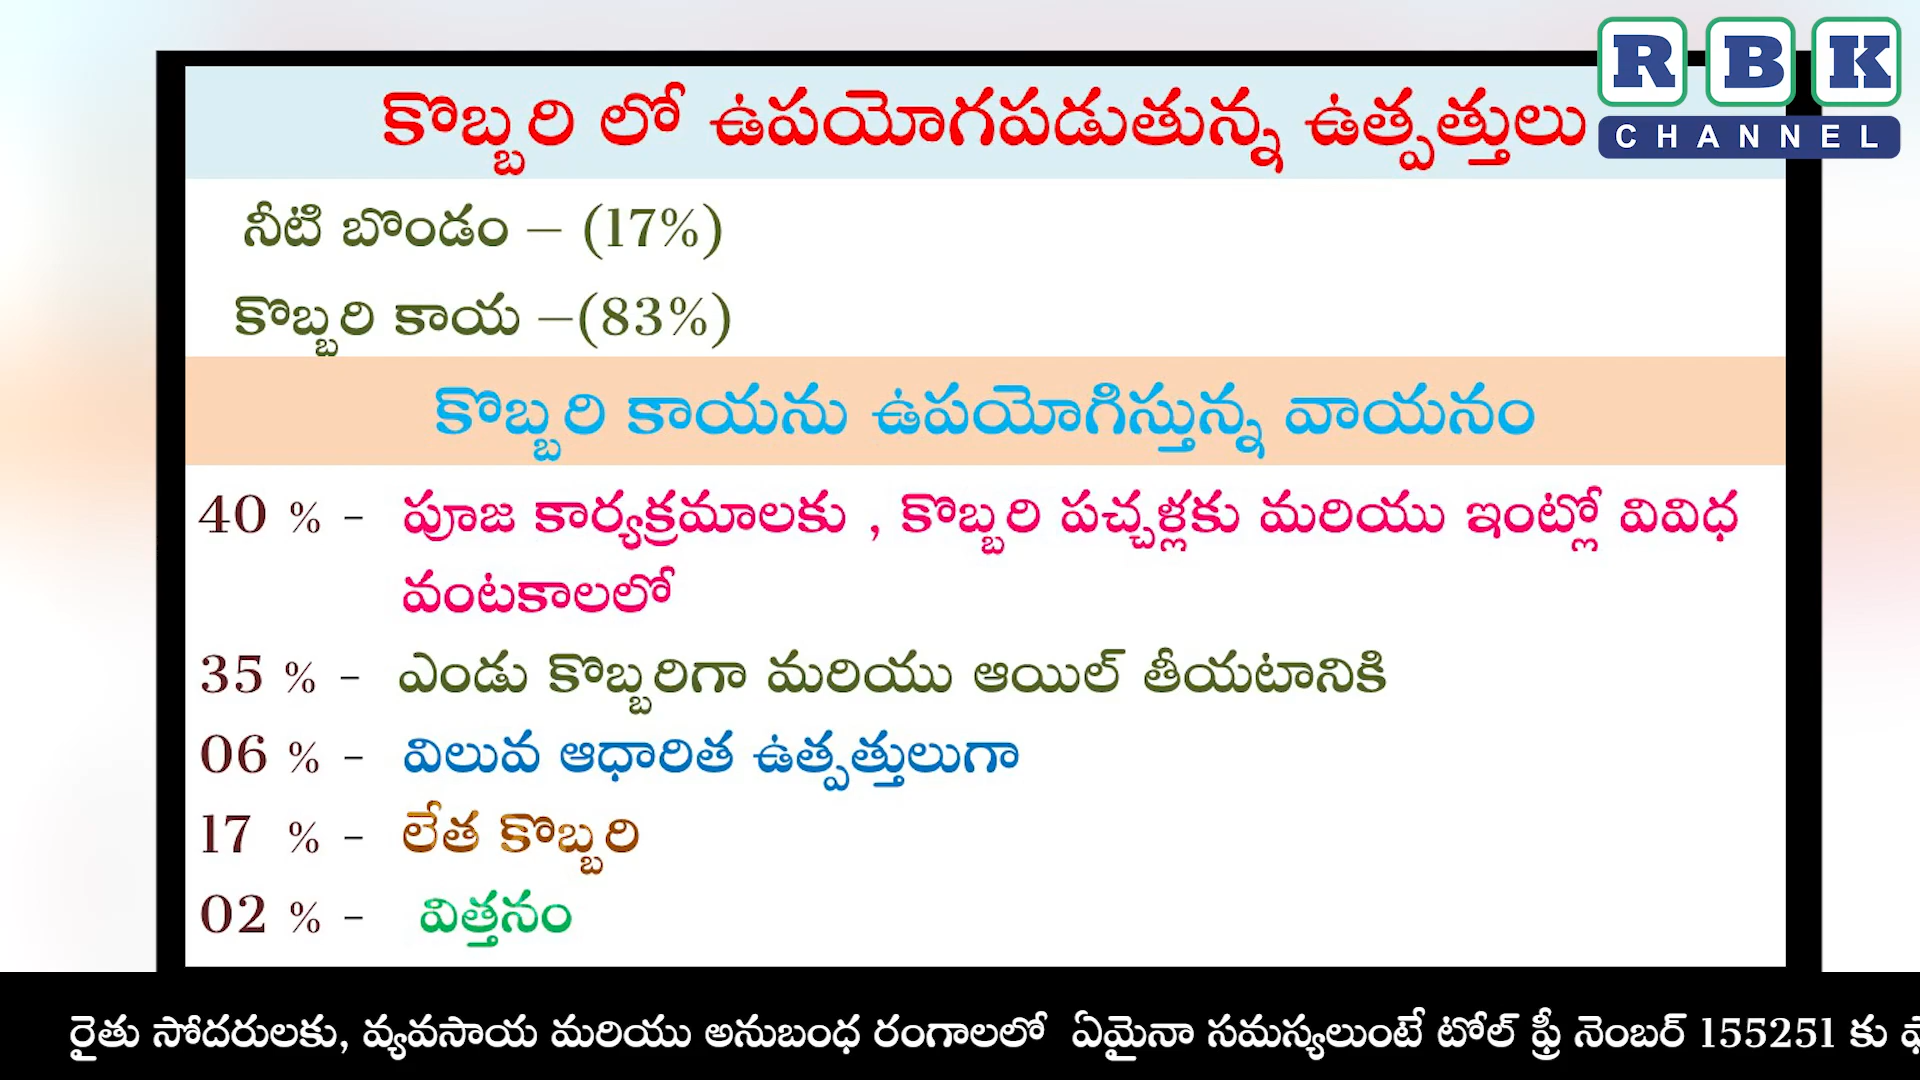 R B K
CHANNEL
కొబ్బరి లో ఉపయోగపడుతున్న ఉత్పత్తులు
నీటి బొండం – (17%)
కొబ్బరి కాయ –(83%)
కొబ్బరి కాయను ఉపయోగిస్తున్న వాయనం
40 % - పూజ కార్యక్రమాలకు , కొబ్బరి పచ్చళ్లకు మరియు ఇంట్లో వివిధ
వంటకాలలో
35 % - ఎండు కొబ్బరిగా మరియు ఆయిల్ తీయటానికి
06 % - విలువ ఆధారిత ఉత్పత్తులుగా
17 % - లేత కొబ్బరి
02 % - విత్తనం
రైతు సోదరులకు, వ్యవసాయ మరియు అనుబంధ రంగాలలో ఏమైనా సమస్యలుంటే టోల్ ఫ్రీ నెంబర్ 155251 కు